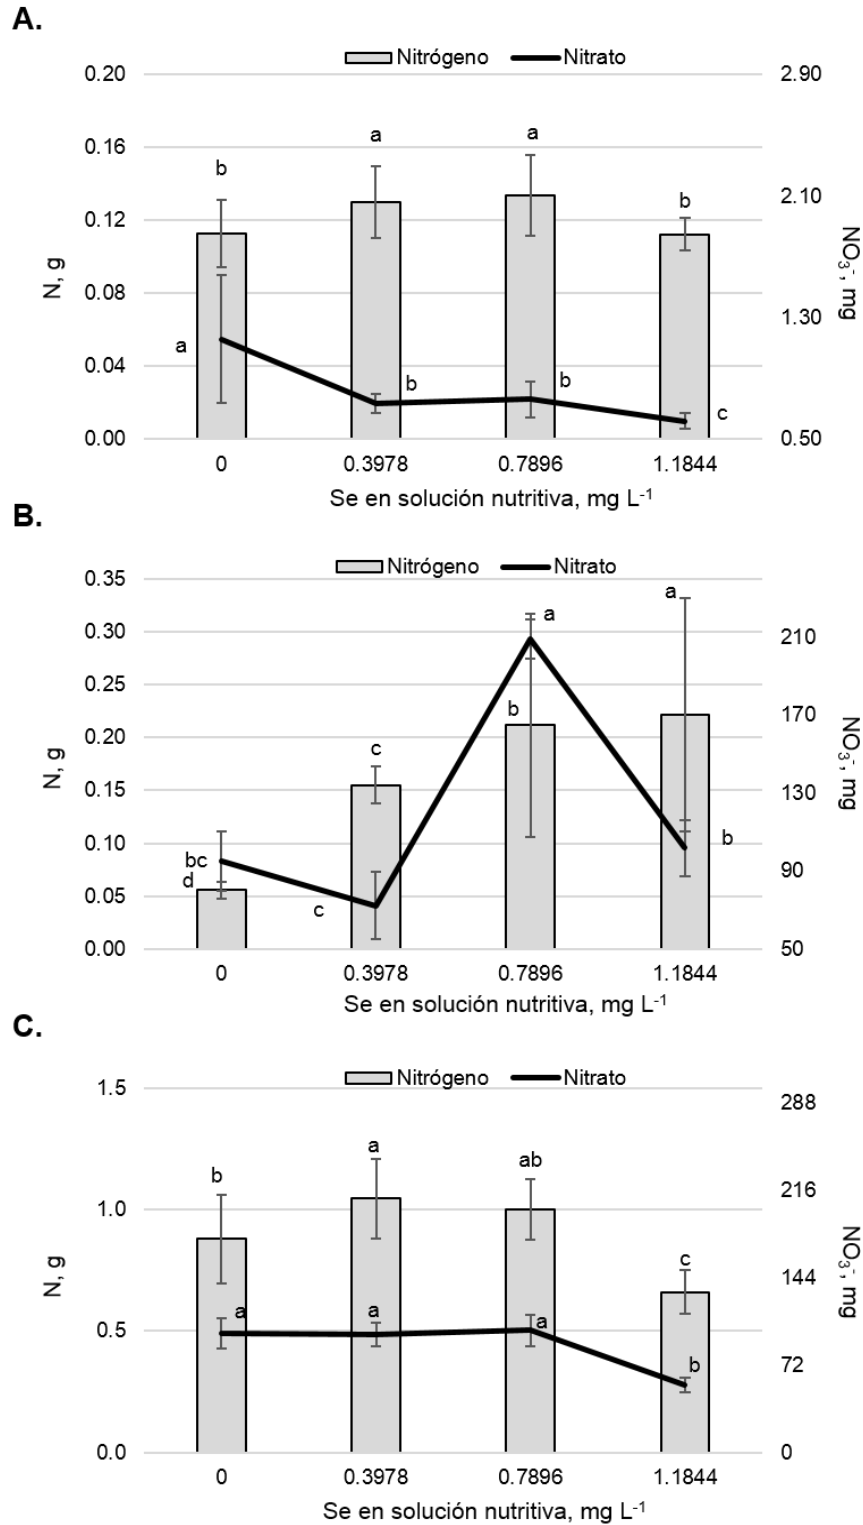 A.
Nitrógeno Nitrato
0.20 2.90
b a a b
0.16
0.12 2.10
N, g
0.08 1.30
NO₃⁻, mg
a b b c
0.04
0.00 0.50
0 0.3978 0.7896 1.1844
Se en solución nutritiva, mg L⁻¹
B.
Nitrógeno Nitrato
0.35
0.30 210
a a
0.25
0.20 170
b
c
N, g
NO₃⁻, mg
0.15 130
0.10 90
bc
d
c
b
0.05
0.00 50
0 0.3978 0.7896 1.1844
Se en solución nutritiva, mg L⁻¹
C.
Nitrógeno Nitrato
1.5 288
b a ab c
1.0 216
N, g
NO₃⁻, mg
144
a a a b
0.5 72
0.0 0
0 0.3978 0.7896 1.1844
Se en solución nutritiva, mg L⁻¹